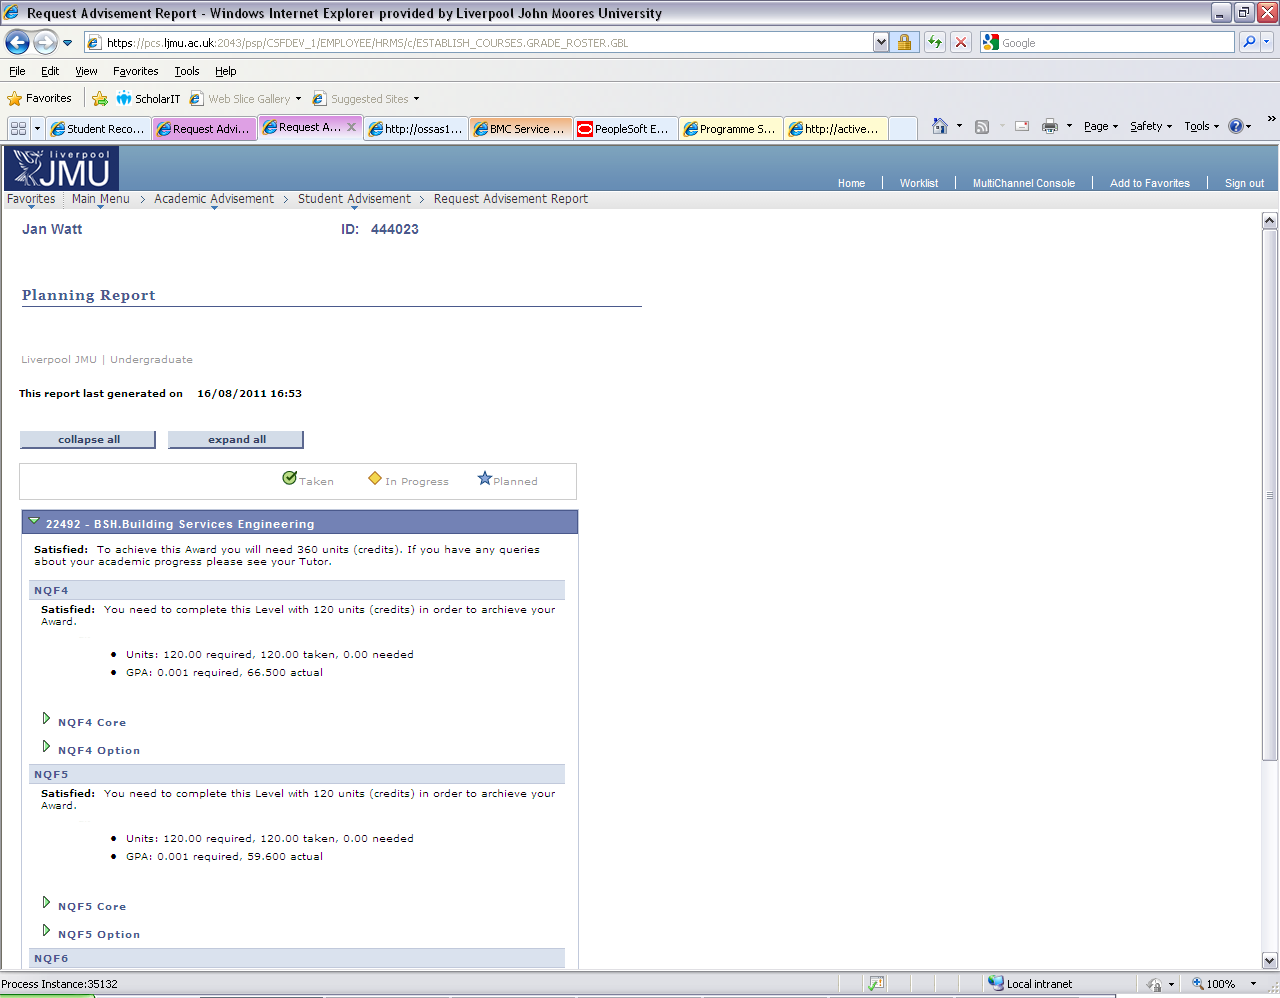 Request Advisement Report - Windows Internet Explorer provided by Liverpool John Moores University
https://pcs.ljmu.ac.uk:2043/psp/CSFDEV_1/EMPLOYEE/HRMS/c/ESTABLISH_COURSES.GRADE_ROSTER.GBL
Google
File Edit View Favorites Tools Help
Favorites ScholarIT Web Slice Gallery Suggested Sites
Student Reco... Request Advi... Request A... http://ossas1... BMC Service ... PeopleSoft E... Programme S... http://active... Page Safety Tools
liverpool
JMU
Home Worklist MultiChannel Console Add to Favorites Sign out
Favorites Main Menu > Academic Advisement > Student Advisement > Request Advisement Report
Jan Watt ID: 444023
Planning Report
Liverpool JMU | Undergraduate
This report last generated on 16/08/2011 16:53
collapse all expand all
Taken In Progress Planned
22492 - BSH.Building Services Engineering
Satisfied: To achieve this Award you will need 360 units (credits). If you have any queries
about your academic progress please see your Tutor.
NQF4
Satisfied: You need to complete this Level with 120 units (credits) in order to archieve your
Award.
• Units: 120.00 required, 120.00 taken, 0.00 needed
• GPA: 0.001 required, 66.500 actual
NQF4 Core
NQF4 Option
NQF5
Satisfied: You need to complete this Level with 120 units (credits) in order to archieve your
Award.
• Units: 120.00 required, 120.00 taken, 0.00 needed
• GPA: 0.001 required, 59.600 actual
NQF5 Core
NQF5 Option
NQF6
Process Instance:35132 Local intranet 100%